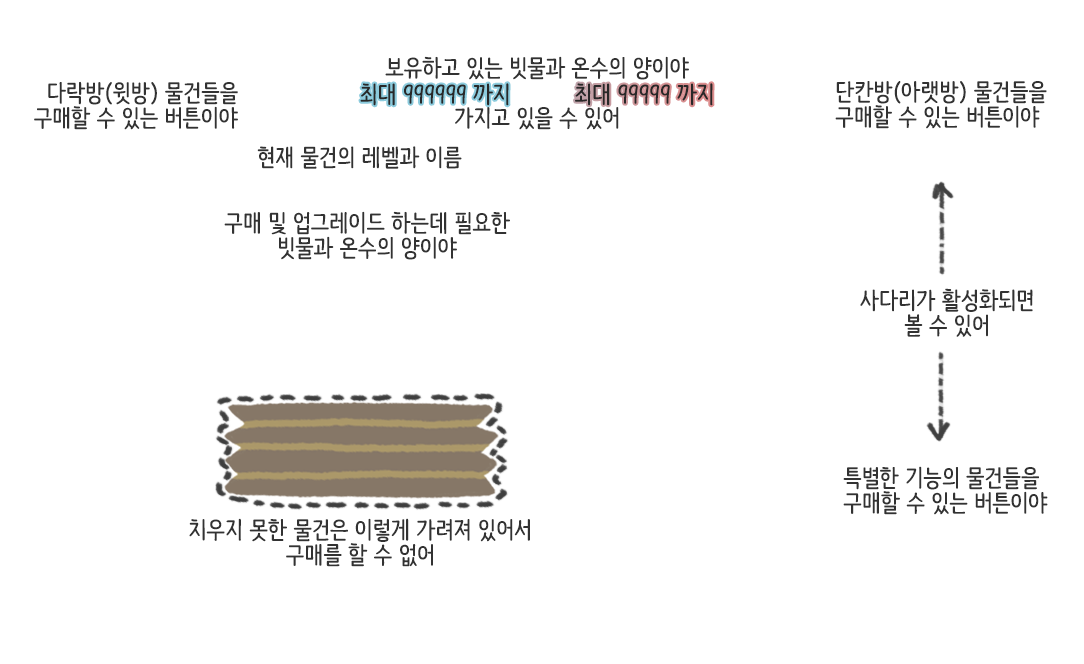 보유하고 있는 빗물과 온수의 양이야
최대 999999 까지
최대 99999 까지
가지고 있을 수 있어
다락방(윗방) 물건들을
구매할 수 있는 버튼이야
단칸방(아랫방) 물건들을
구매할 수 있는 버튼이야
현재 물건의 레벨과 이름
구매 및 업그레이드 하는데 필요한
빗물과 온수의 양이야
사다리가 활성화되면
볼 수 있어
특별한 기능의 물건들을
구매할 수 있는 버튼이야
치우지 못한 물건은 이렇게 가려져 있어서
구매를 할 수 없어